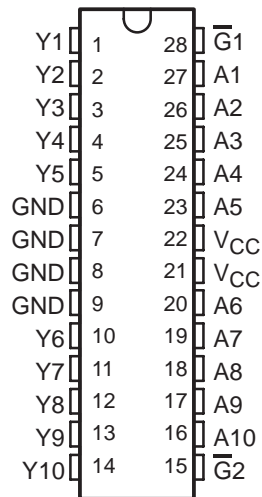 Y1 1 28 G̅1
Y2 2 27 A1
Y3 3 26 A2
Y4 4 25 A3
Y5 5 24 A4
GND 6 23 A5
GND 7 22 VCC
GND 8 21 VCC
GND 9 20 A6
Y6 10 19 A7
Y7 11 18 A8
Y8 12 17 A9
Y9 13 16 A10
Y10 14 15 G̅2